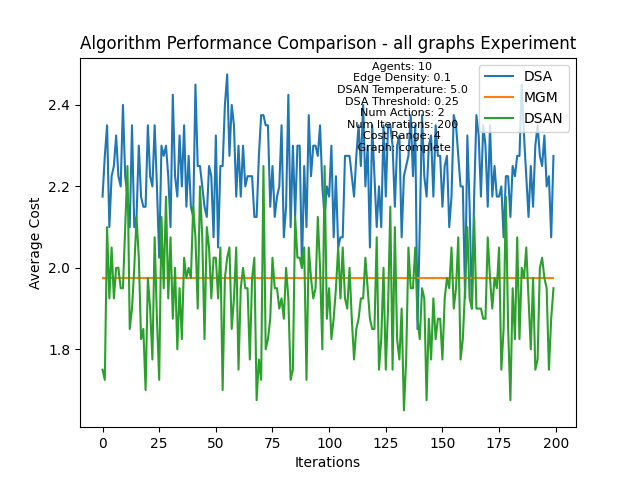 Algorithm Performance Comparison - all graphs Experiment
Agents: 10
Edge Density: 0.1
DSAN Temperature: 5.0
DSA Threshold: 0.25
Num Actions: 2
Num Iterations: 200
Cost Range: 4
Graph: complete
DSA
MGM
DSAN
Average Cost
2.4
2.2
2.0
1.8
0
25
50
75
100
125
150
175
200
Iterations